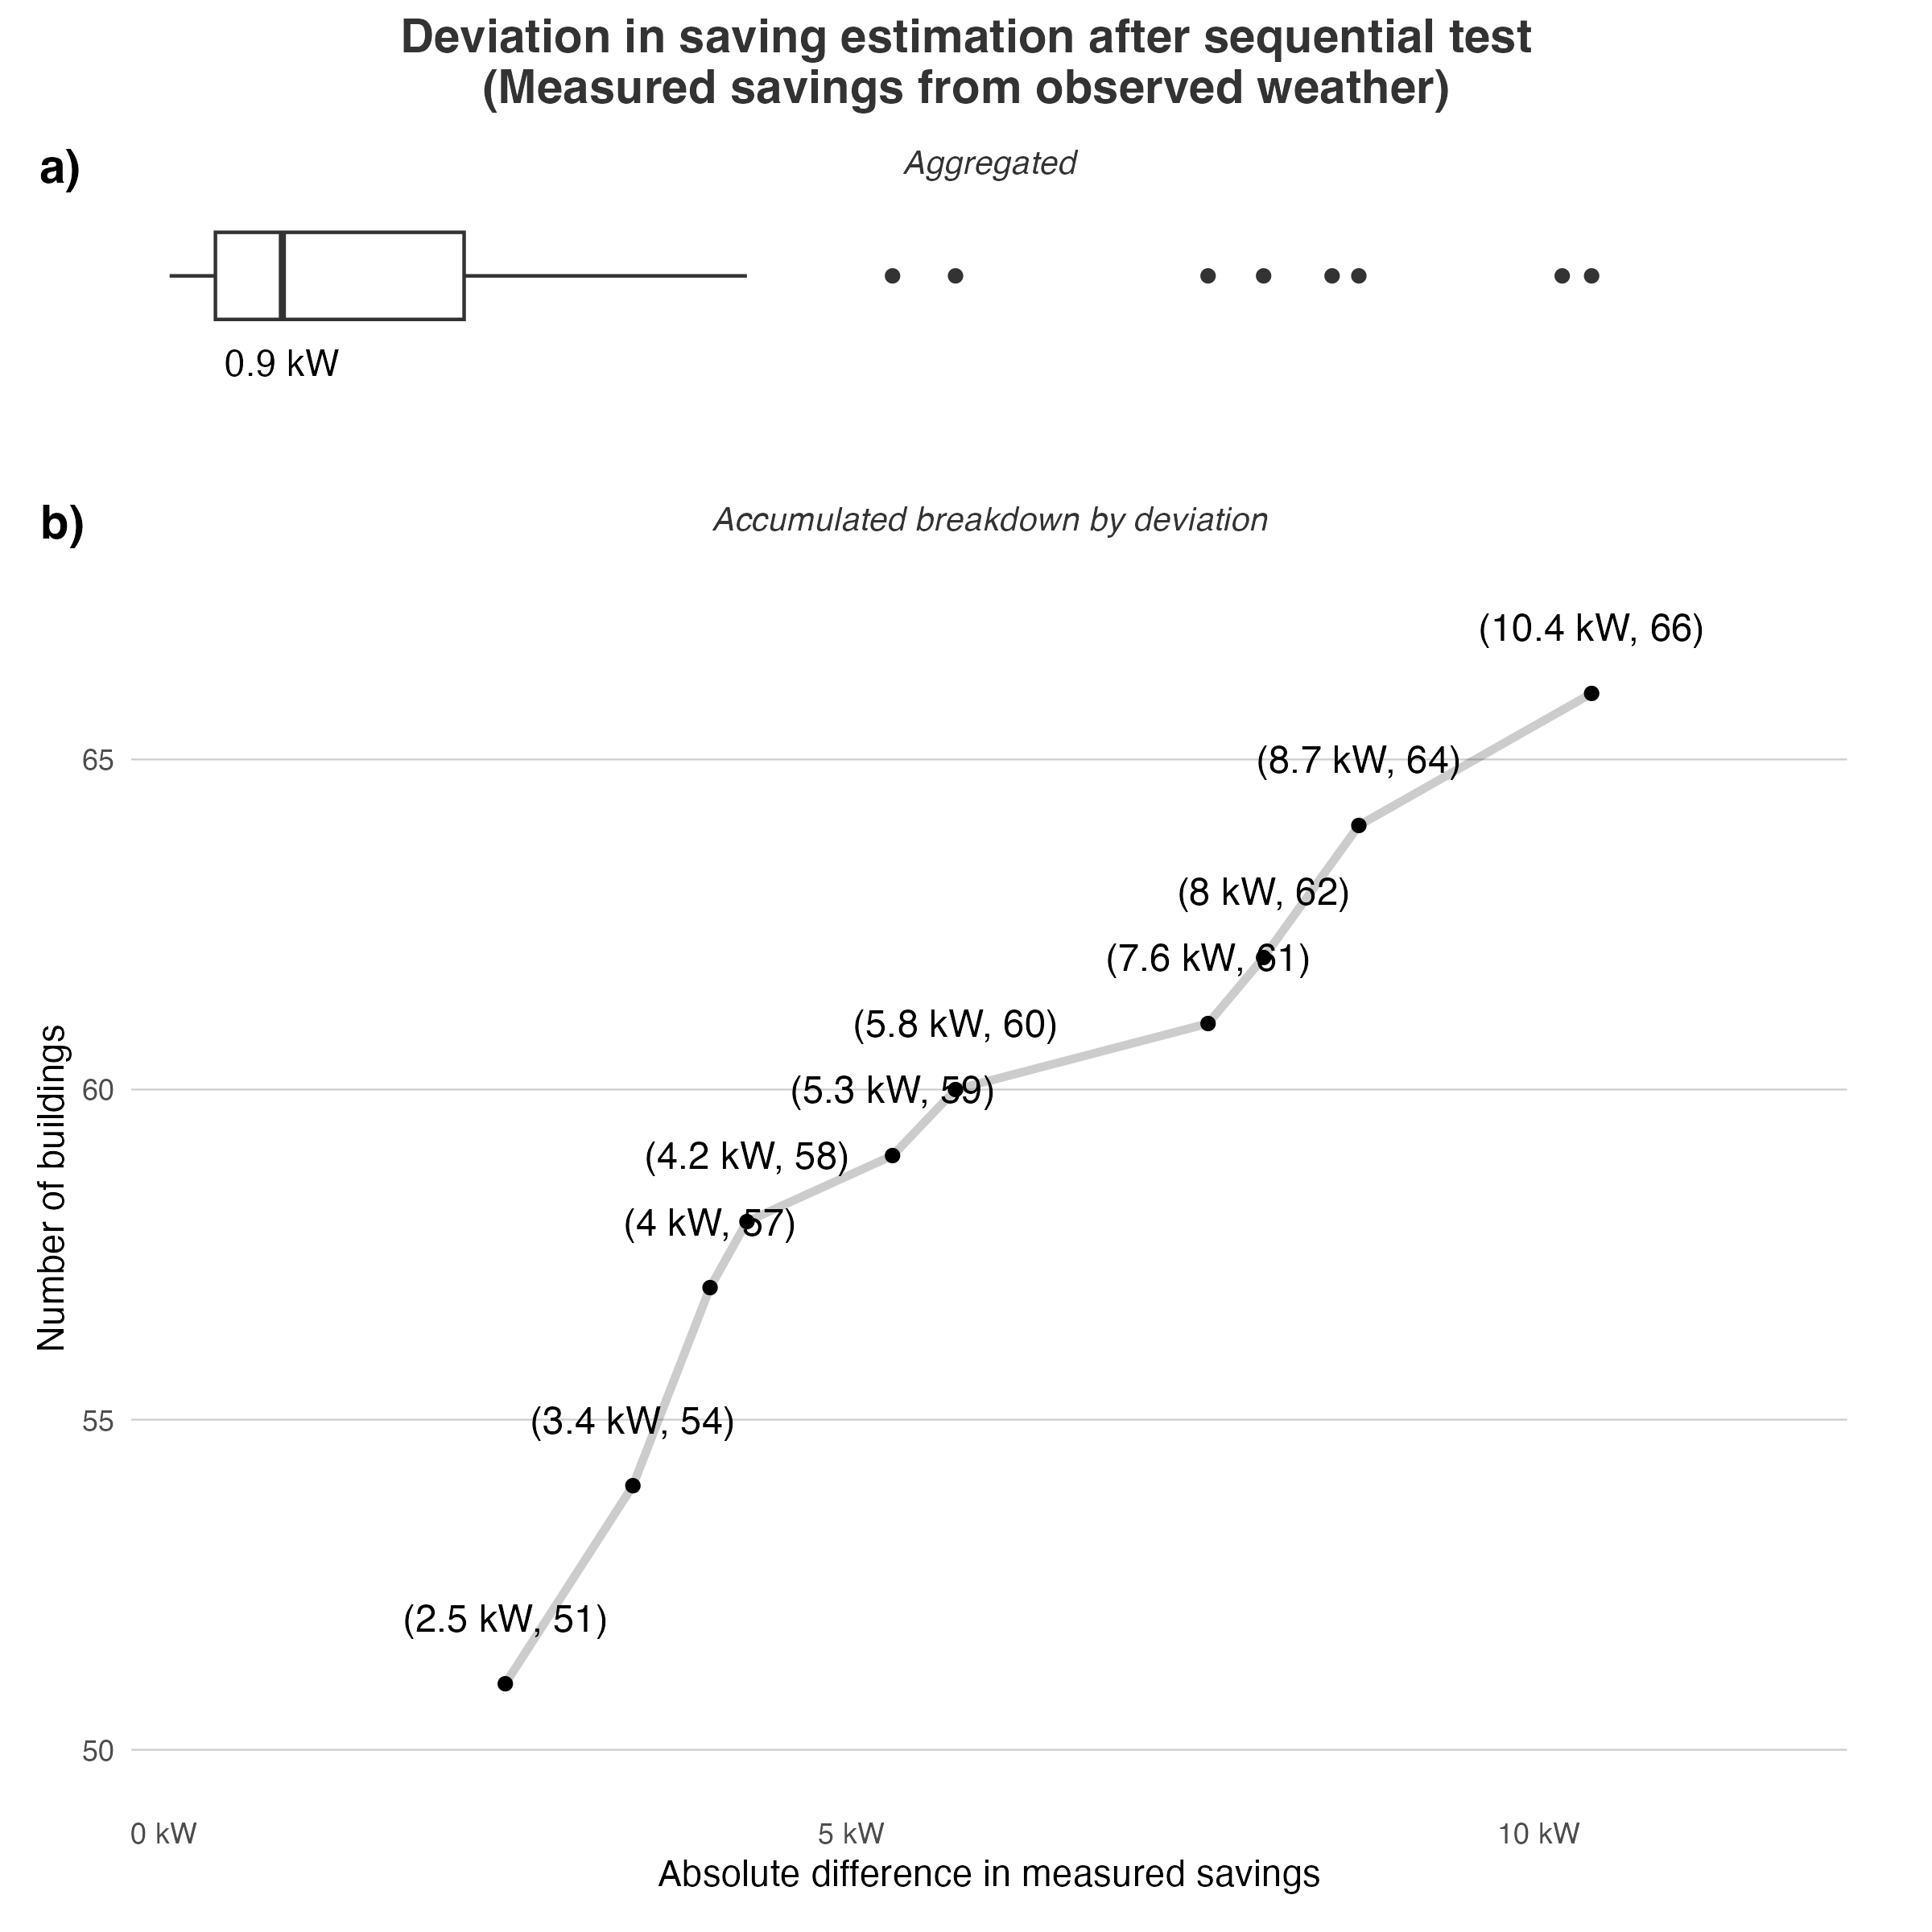 Deviation in saving estimation after sequential test
(Measured savings from observed weather)
a)
Aggregated
0.9 kW
b)
Accumulated breakdown by deviation
(10.4 kW, 66)
65
(8.7 kW, 64)
(8 kW, 62)
(7.6 kW, 61)
(5.8 kW, 60)
60
(5.3 kW, 59)
(4.2 kW, 58)
(4 kW, 57)
Number of buildings
55
(3.4 kW, 54)
(2.5 kW, 51)
50
0 kW
5 kW
10 kW
Absolute difference in measured savings